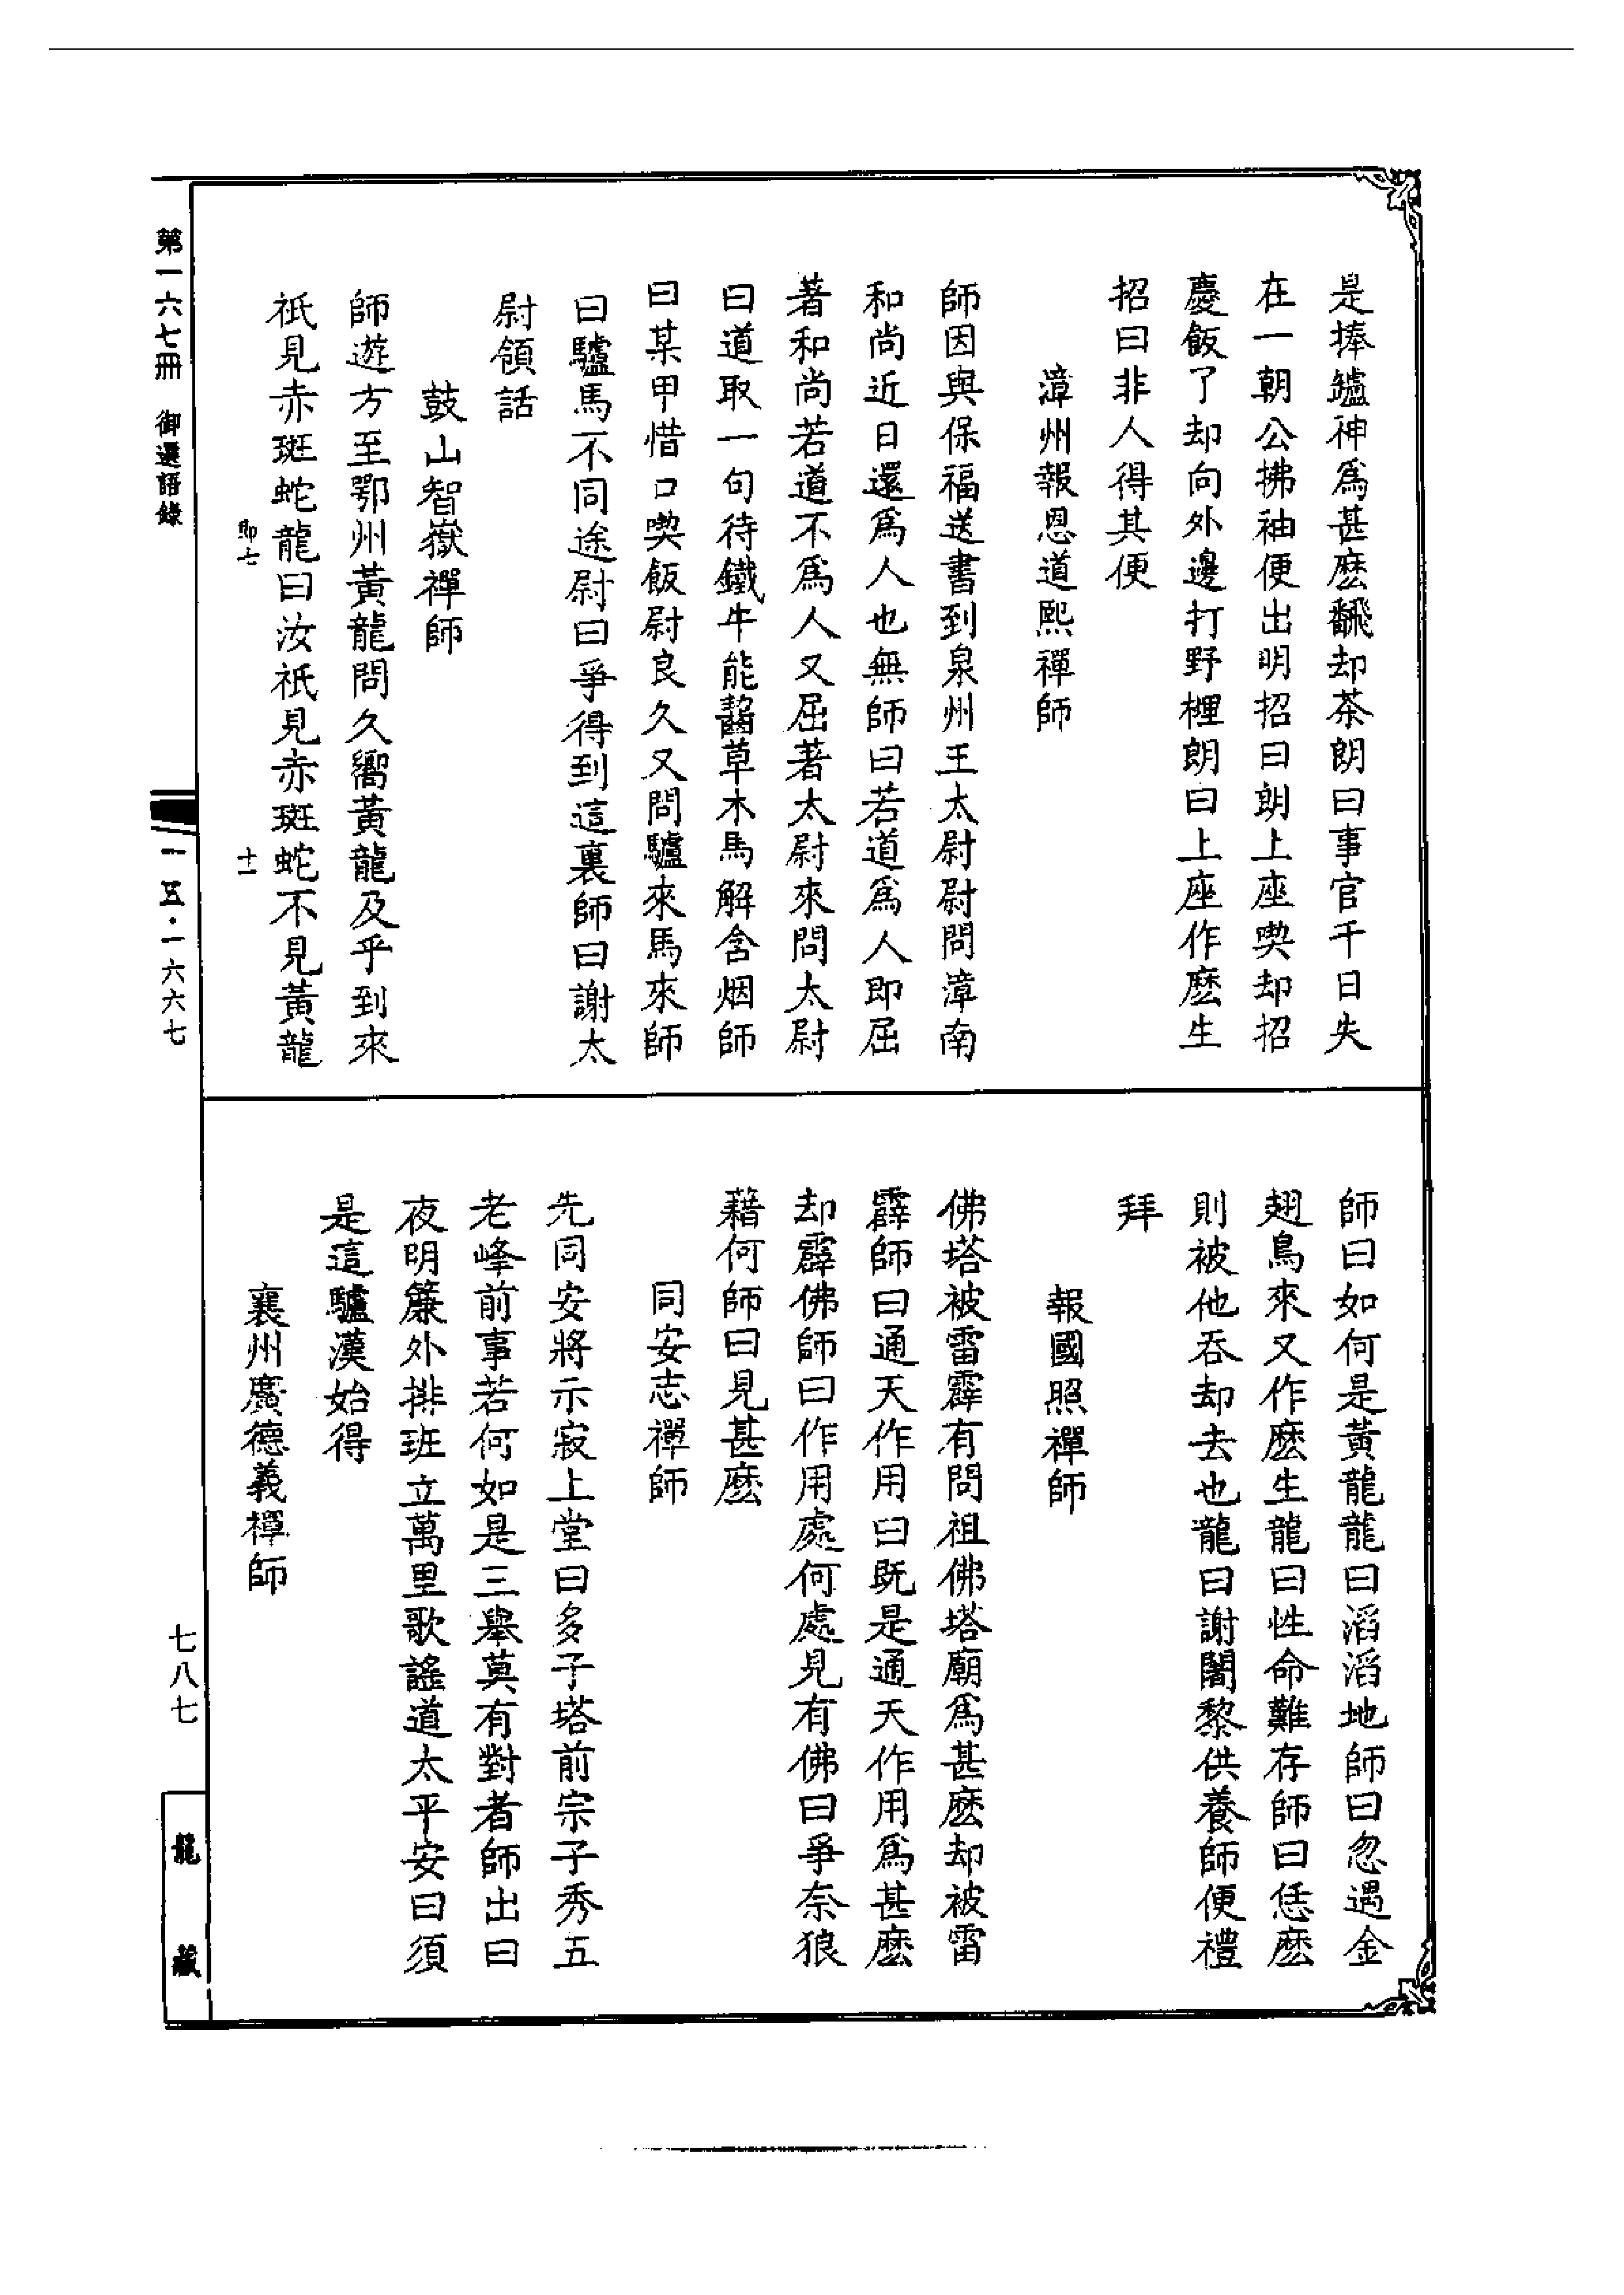 是捧鑪神爲甚麽飜却茶朗曰事官千日失
在一朝公拂袖便出明招曰朗上座喫却招
慶飯了却向外邊打野榸朗曰上座作麽生
招曰非人得其便
漳州報恩道熙禪師
師因與保福送書到泉州王太尉尉問漳南
和尚近日還爲人也無師曰若道爲人即屈
著和尚若道不爲人又屈著太尉來問太尉
曰道取一句待鐵牛能齧草木馬解含烟師
曰某甲惜口喫飯尉良久又問驢來馬來師
曰驢馬不同途尉曰爭得到這裏師曰謝太
尉領話
鼓山智嶽禪師
師遊方至鄂州黃龍問久嚮黃龍及乎到來
祇見赤斑蛇龍曰汝祇見赤斑蛇不見黃龍
師曰如何是黃龍龍曰滔滔地師曰忽遇金
翅鳥來又作麽生龍曰性命難存師曰恁麽
則被他吞却去也龍曰謝闍黎供養師便禮
拜
報國照禪師
佛塔被雷霹有問祖佛塔廟爲甚麽却被雷
霹師曰通天作用曰既是通天作用爲甚麽
却霹佛師曰作用處何處見有佛曰爭奈狼
藉何師曰見甚麽
同安志禪師
先同安將示寂上堂曰多子塔前宗子秀五
老峰前事若何如是三舉莫有對者師出曰
夜明簾外排班立萬里歌謠道太平安曰須
是這驢漢始得
襄州廣德義禪師
第一六七冊 御選語錄
十一
一五·一六六七
七八七
龍藏